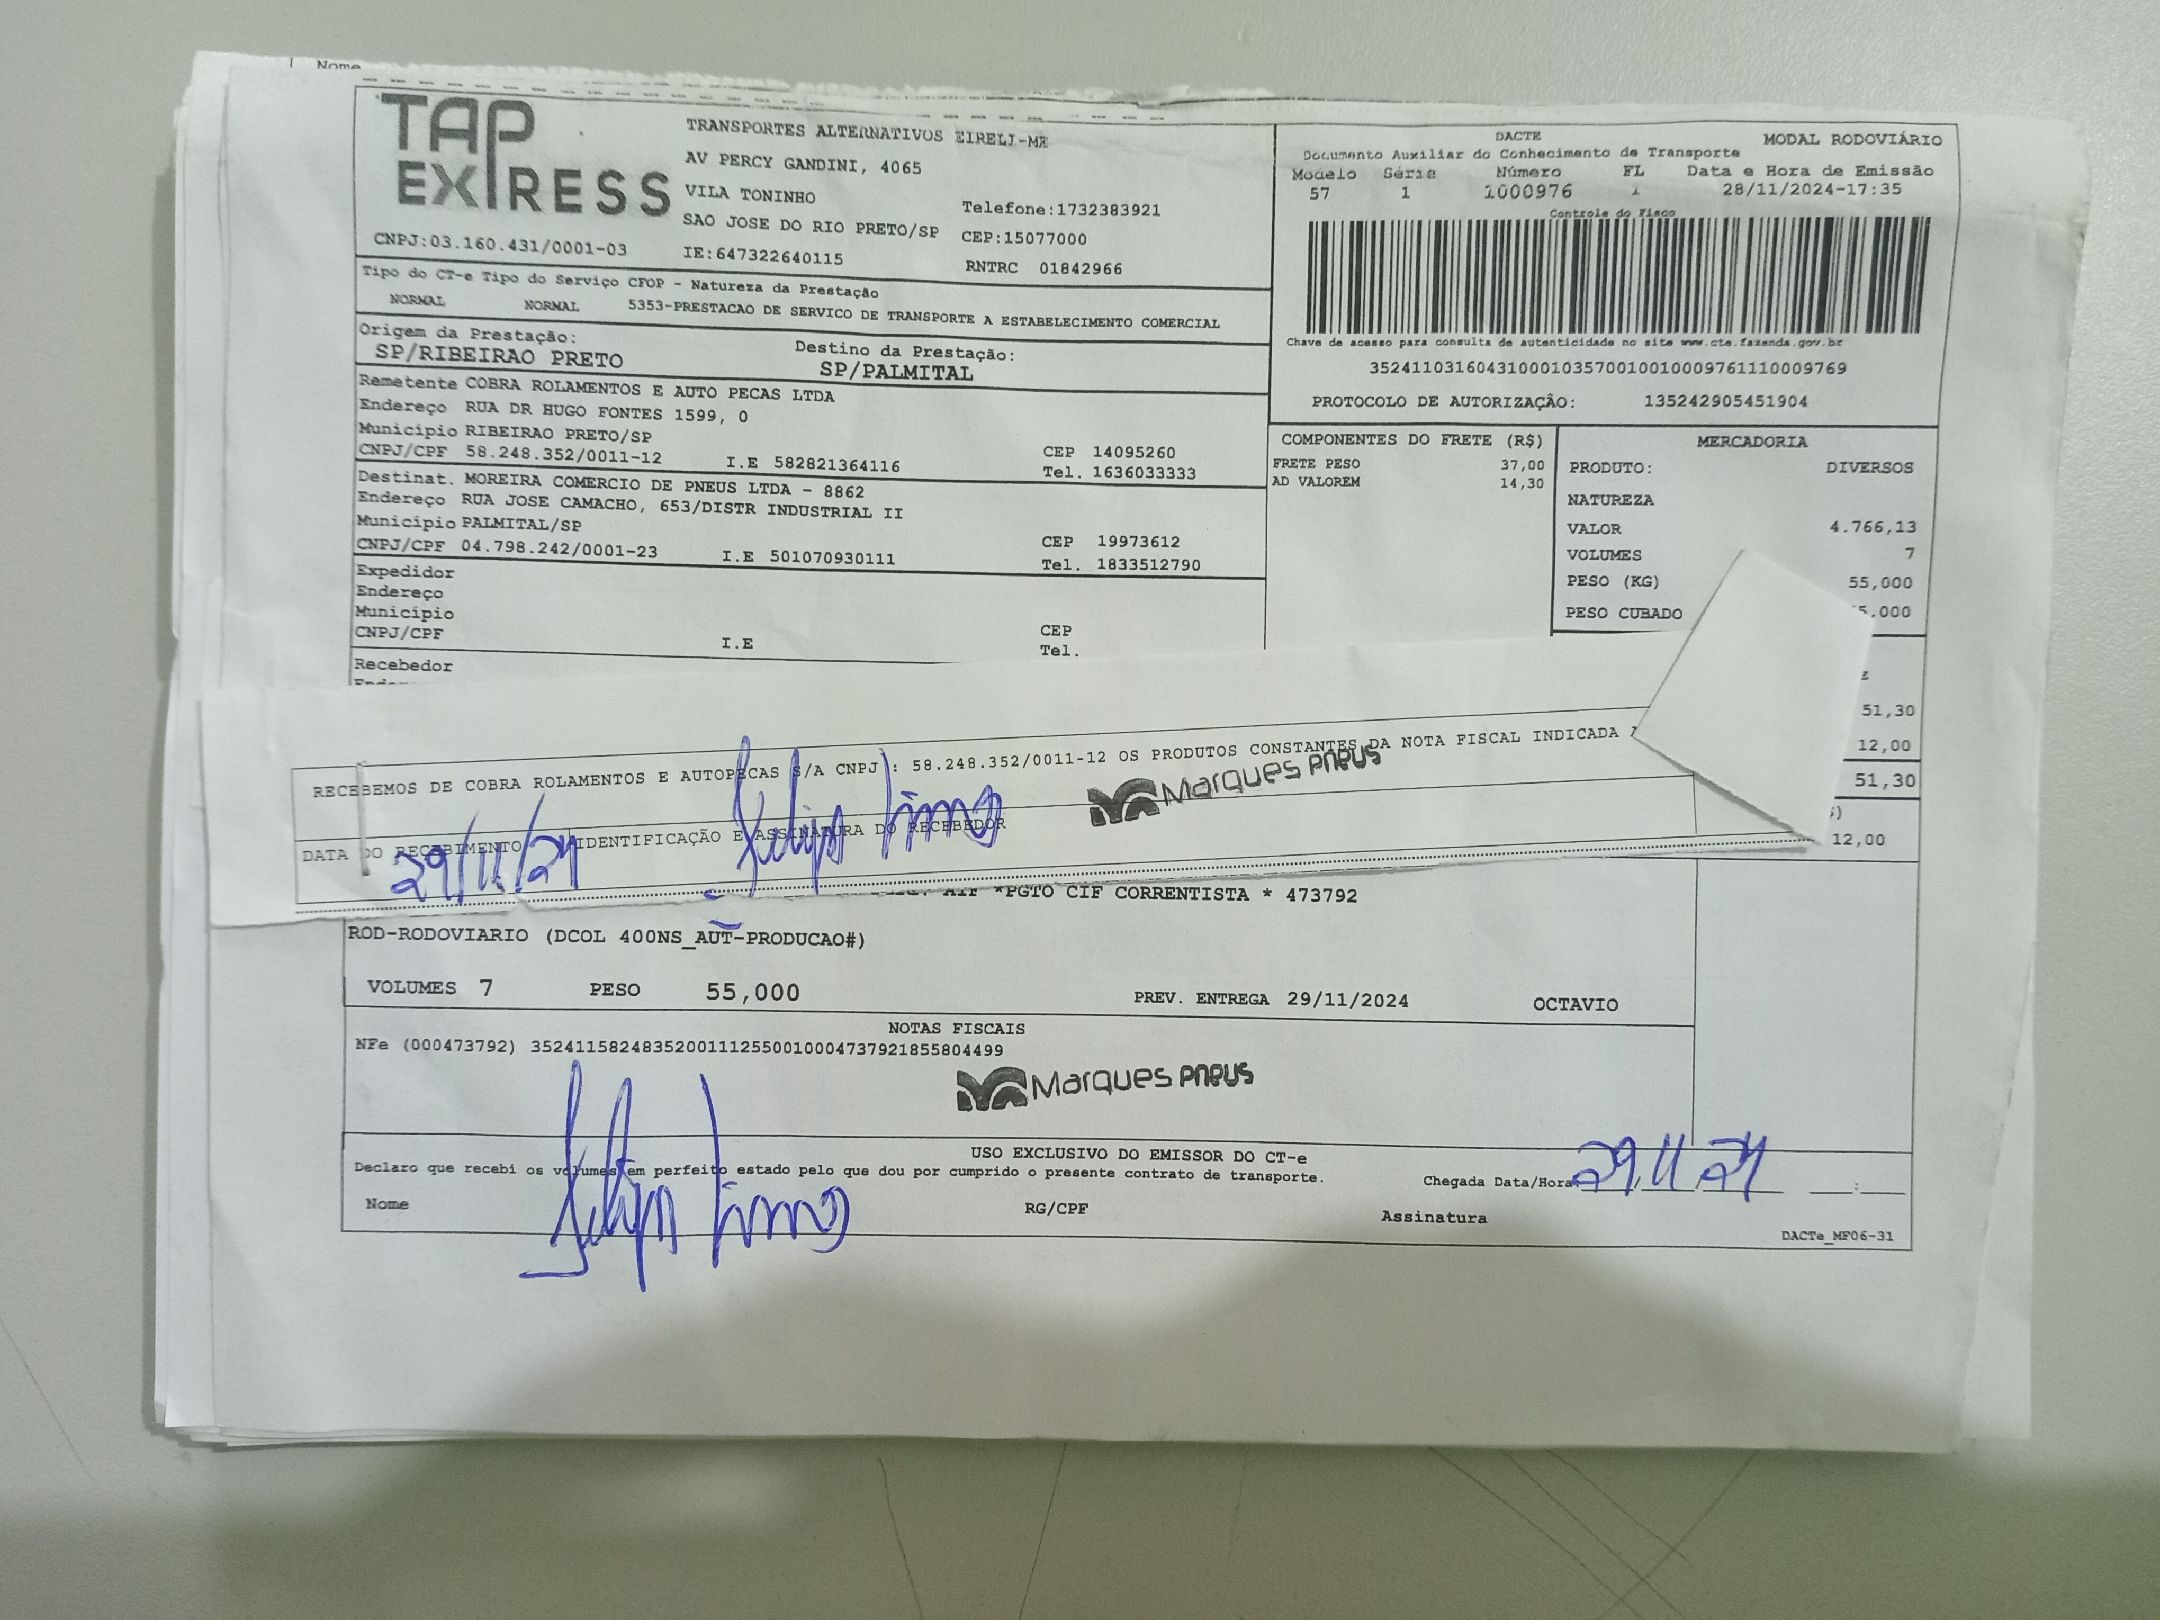 Nome
TAP EXPRESS
TRANSPORTES ALTERNATIVOS EIRELI-ME
AV PERCY GANDINI, 4065
VILA TONINHO
Telefone:1732383921
SAO JOSE DO RIO PRETO/SP CEP:15077000
CNPJ:03.160.431/0001-03 IE:647322640115 RNTRC 01842966
DACTE MODAL RODOVIÁRIO
Documento Auxiliar do Conhecimento de Transporte
Modelo Série Número FL Data e Hora de Emissão
57 1 1000976 1 28/11/2024-17:35
Controle do Fisco
Chave de acesso para consulta de autenticidade no site www.cte.fazenda.gov.br
35241103160431000103570010010009761110009769
PROTOCOLO DE AUTORIZAÇÃO: 135242905451904
Tipo do CT-e Tipo do Serviço CFOP - Natureza da Prestação
NORMAL NORMAL 5353-PRESTACAO DE SERVICO DE TRANSPORTE A ESTABELECIMENTO COMERCIAL
Origem da Prestação: Destino da Prestação:
SP/RIBEIRAO PRETO SP/PALMITAL
Remetente COBRA ROLAMENTOS E AUTO PECAS LTDA
Endereço RUA DR HUGO FONTES 1599, 0
Município RIBEIRAO PRETO/SP CEP 14095260
CNPJ/CPF 58.248.352/0011-12 I.E 582821364116 Tel. 1636033333
Destinat. MOREIRA COMERCIO DE PNEUS LTDA - 8862
Endereço RUA JOSE CAMACHO, 653/DISTR INDUSTRIAL II
Município PALMITAL/SP CEP 19973612
CNPJ/CPF 04.798.242/0001-23 I.E 501070930111 Tel. 1833512790
Expedidor
Endereço
Município CEP
CNPJ/CPF I.E Tel.
Recebedor
COMPONENTES DO FRETE (R$)
FRETE PESO 37,00
AD VALOREM 14,30
MERCADORIA
PRODUTO: DIVERSOS
NATUREZA
VALOR 4.766,13
VOLUMES 7
PESO (KG) 55,000
PESO CUBADO 5,000
51,30
12,00
51,30
12,00
RECEBEMOS DE COBRA ROLAMENTOS E AUTOPECAS S/A CNPJ : 58.248.352/0011-12 OS PRODUTOS CONSTANTES DA NOTA FISCAL INDICADA
Marques Pneus
DATA DO RECEBIMENTO IDENTIFICAÇÃO E ASSINATURA DO RECEBEDOR
29/11/24
*PGTO CIF CORRENTISTA * 473792
ROD-RODOVIARIO (DCOL 400NS_AUT-PRODUCAO#)
VOLUMES 7 PESO 55,000 PREV. ENTREGA 29/11/2024 OCTAVIO
NOTAS FISCAIS
NFe (000473792) 35241158248352001112550010004737921855804499
Marques Pneus
USO EXCLUSIVO DO EMISSOR DO CT-e
Declaro que recebi os volumes em perfeito estado pelo que dou por cumprido o presente contrato de transporte. Chegada Data/Hora: 29/11/24
Nome RG/CPF Assinatura
DACTe_MF06-31